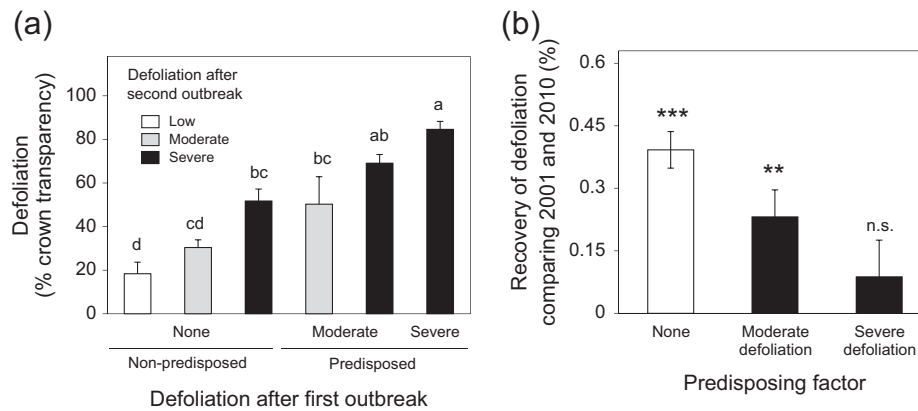 (a)
Defoliation
(% crown transparency)
100
80
60
40
20
0
Defoliation after
second outbreak
Low
Moderate
Severe
d
cd
bc
bc
ab
a
None
Moderate
Severe
Non-predisposed
Predisposed
Defoliation after first outbreak
(b)
Recovery of defoliation
comparing 2001 and 2010 (%)
0.6
0.45
0.3
0.15
0
***
**
n.s.
None
Moderate
defoliation
Severe
defoliation
Predisposing factor